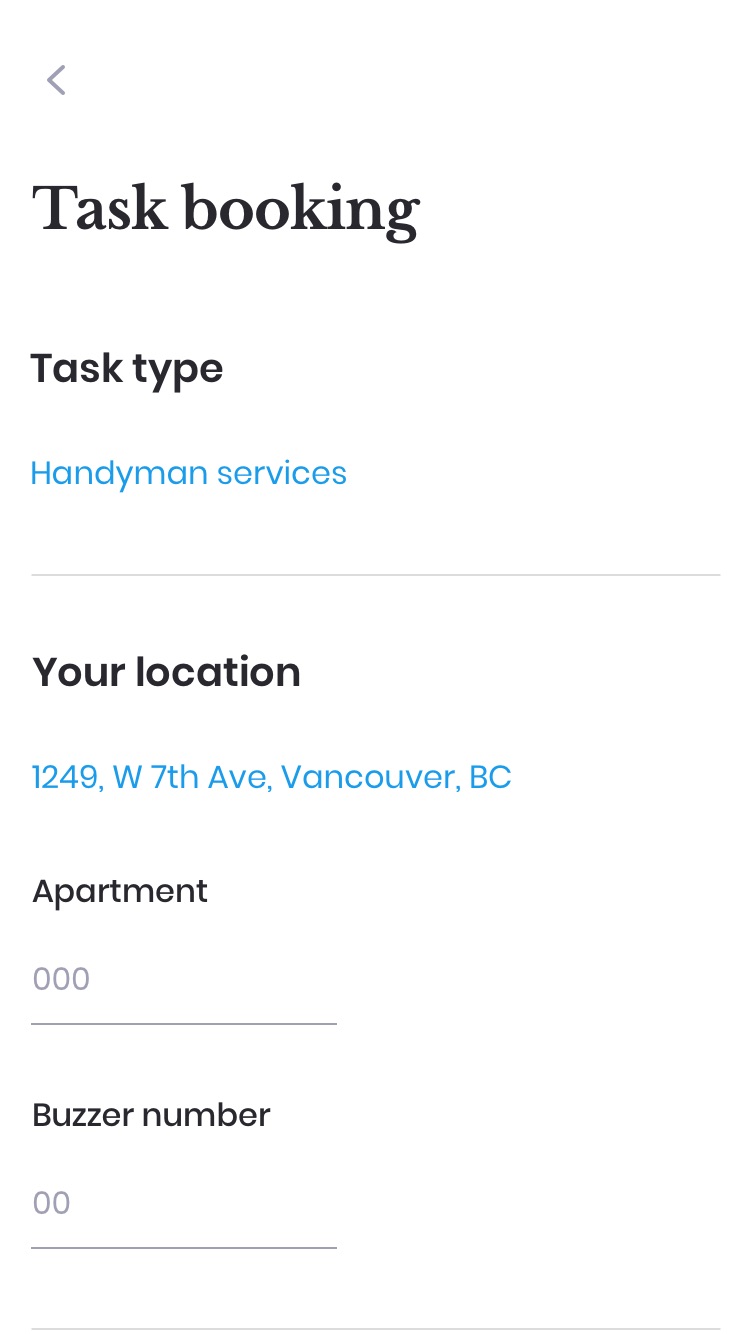 Task booking
Task type
Handyman services
Your location
1249, W 7th Ave, Vancouver, BC
Apartment
000
Buzzer number
00